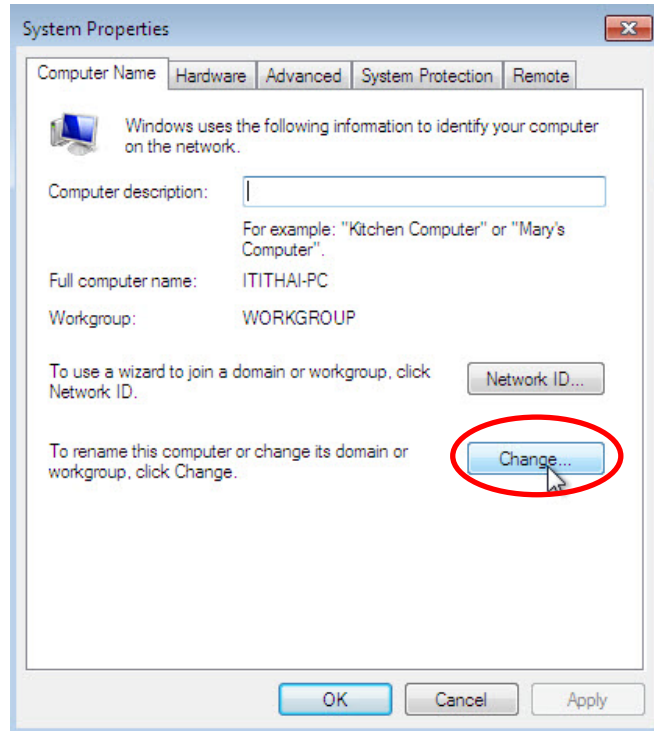 System Properties
Computer Name Hardware Advanced System Protection Remote
Windows uses the following information to identify your computer
on the network.
Computer description:
For example: "Kitchen Computer" or "Mary's
Computer".
Full computer name: ITITHAI-PC
Workgroup: WORKGROUP
To use a wizard to join a domain or workgroup, click
Network ID.
Network ID...
To rename this computer or change its domain or
workgroup, click Change.
Change...
OK Cancel Apply